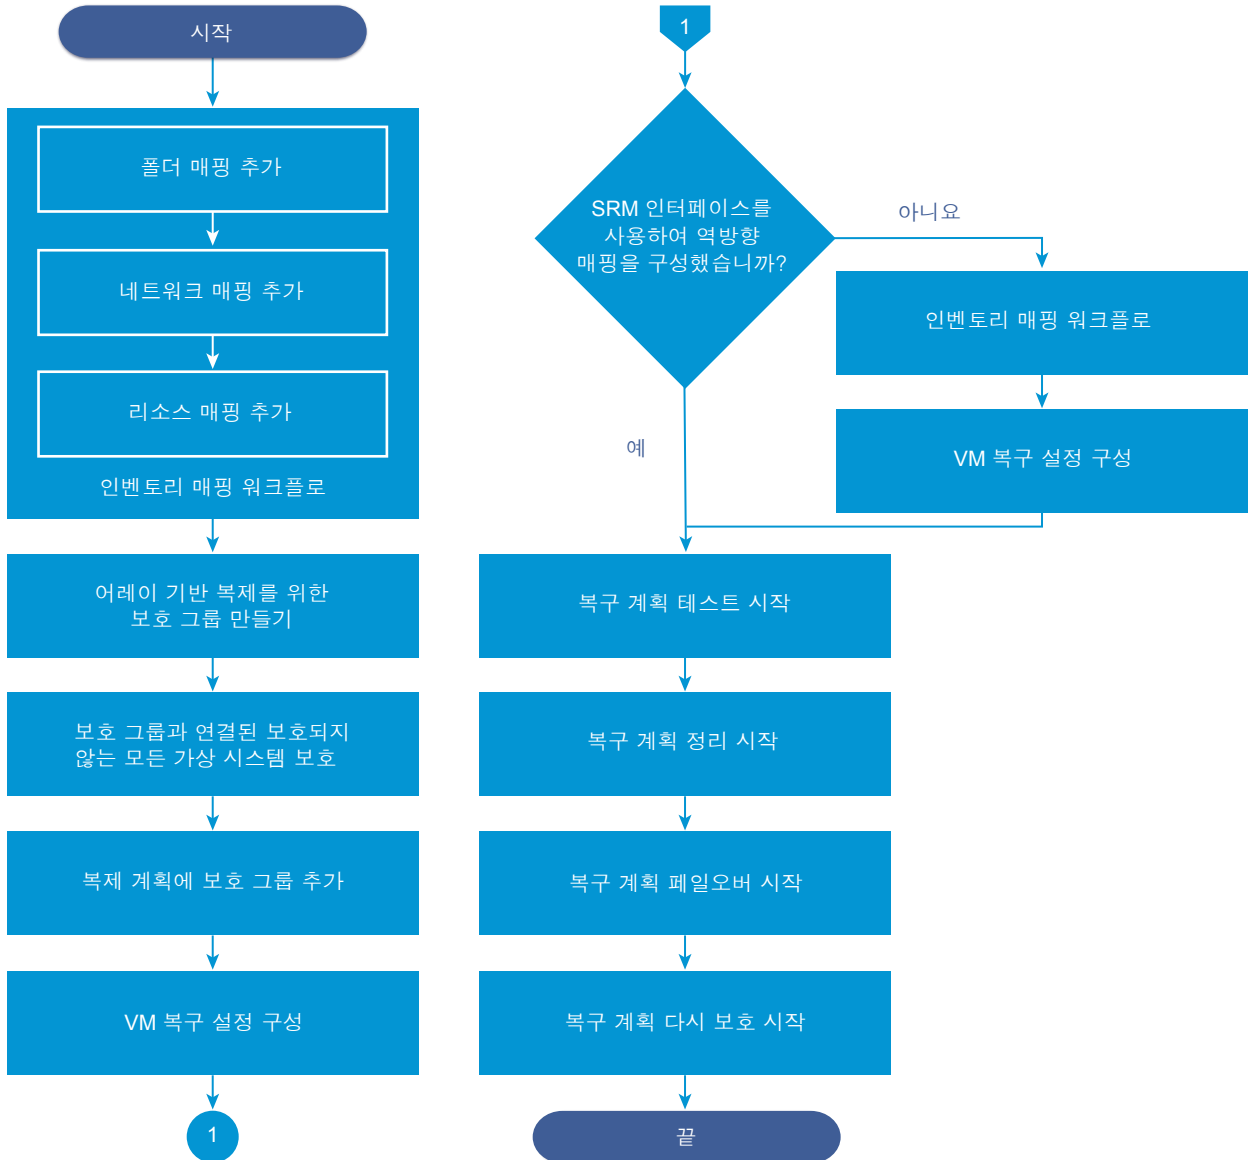 시작
폴더 매핑 추가
네트워크 매핑 추가
리소스 매핑 추가
인벤토리 매핑 워크플로
어레이 기반 복제를 위한
보호 그룹 만들기
보호 그룹과 연결된 보호되지
않는 모든 가상 시스템 보호
복제 계획에 보호 그룹 추가
VM 복구 설정 구성
1
1
SRM 인터페이스를
사용하여 역방향
매핑을 구성했습니까?
아니요
인벤토리 매핑 워크플로
VM 복구 설정 구성
예
복구 계획 테스트 시작
복구 계획 정리 시작
복구 계획 페일오버 시작
복구 계획 다시 보호 시작
끝